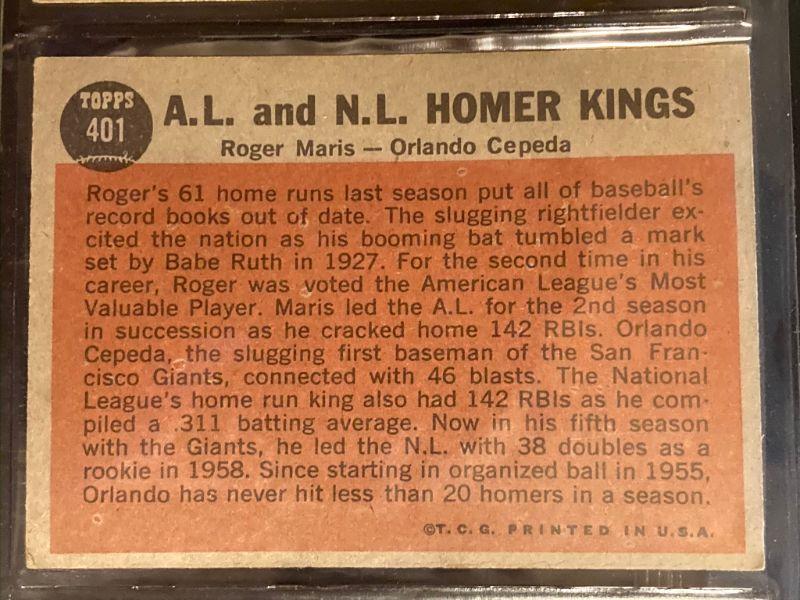 TOPPS
401
A.L. and N.L. HOMER KINGS
Roger Maris — Orlando Cepeda
Roger's 61 home runs last season put all of baseball's
record books out of date. The slugging rightfielder ex-
cited the nation as his booming bat tumbled a mark
set by Babe Ruth in 1927. For the second time in his
career, Roger was voted the American League's Most
Valuable Player. Maris led the A.L. for the 2nd season
in succession as he cracked home 142 RBIs. Orlando
Cepeda, the slugging first baseman of the San Fran-
cisco Giants, connected with 46 blasts. The National
League's home run king also had 142 RBIs as he com-
piled a .311 batting average. Now in his fifth season
with the Giants, he led the N.L. with 38 doubles as a
rookie in 1958. Since starting in organized ball in 1955,
Orlando has never hit less than 20 homers in a season.
©T.C.G. PRINTED IN U.S.A.